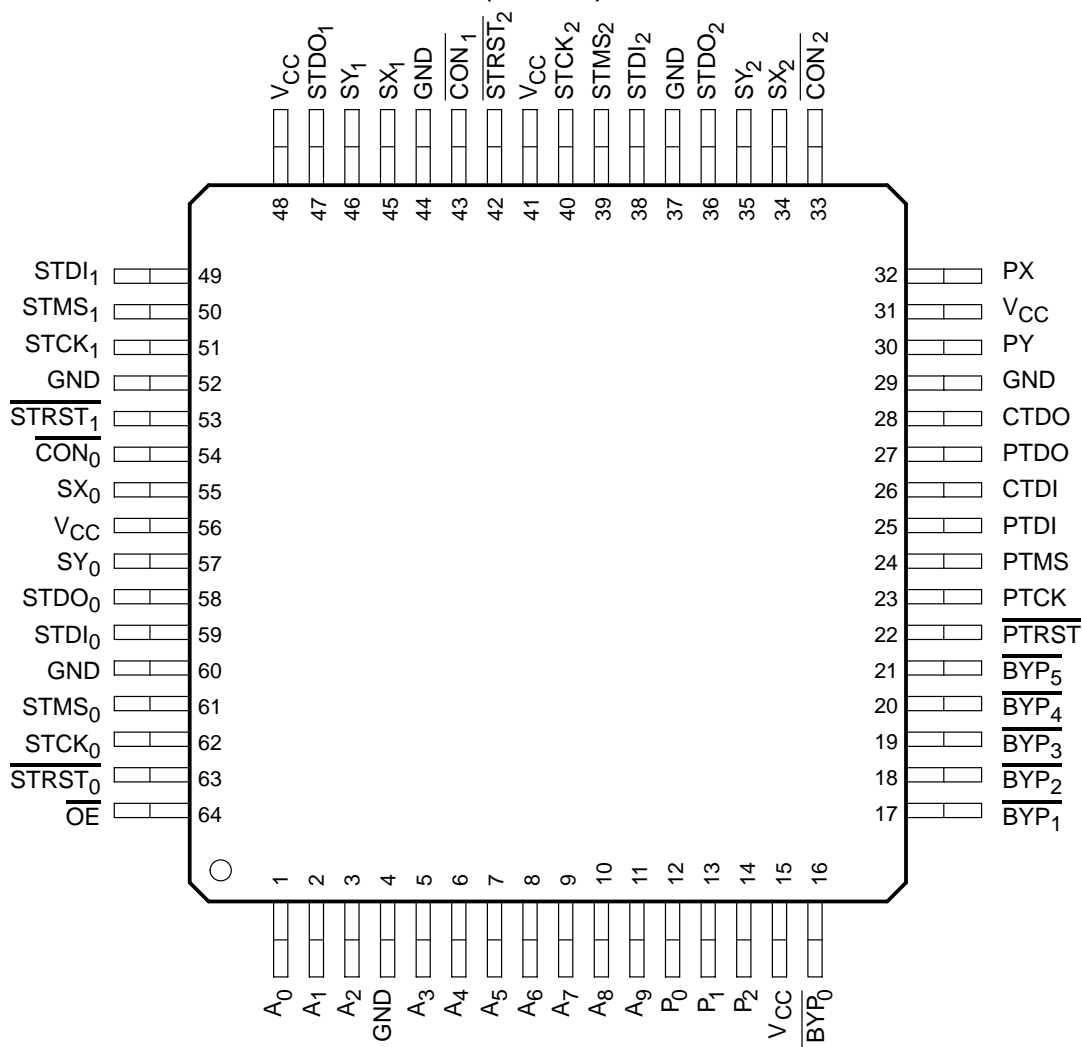 VCC STDO1 SY1 SX1 GND CON1 STRST2 VCC STCK2 STMS2 STDI2 GND STDO2 SY2 SX2 CON2
48 47 46 45 44 43 42 41 40 39 38 37 36 35 34 33
STDI1 49 32 PX
STMS1 50 31 VCC
STCK1 51 30 PY
GND 52 29 GND
STRST1 53 28 CTDO
CON0 54 27 PTDO
SX0 55 26 CTDI
VCC 56 25 PTDI
SY0 57 24 PTMS
STDO0 58 23 PTCK
STDI0 59 22 PTRST
GND 60 21 BYP5
STMS0 61 20 BYP4
STCK0 62 19 BYP3
STRST0 63 18 BYP2
OE 64 17 BYP1
1 2 3 4 5 6 7 8 9 10 11 12 13 14 15 16
A0 A1 A2 GND A3 A4 A5 A6 A7 A8 A9 P0 P1 P2 VCC BYP0